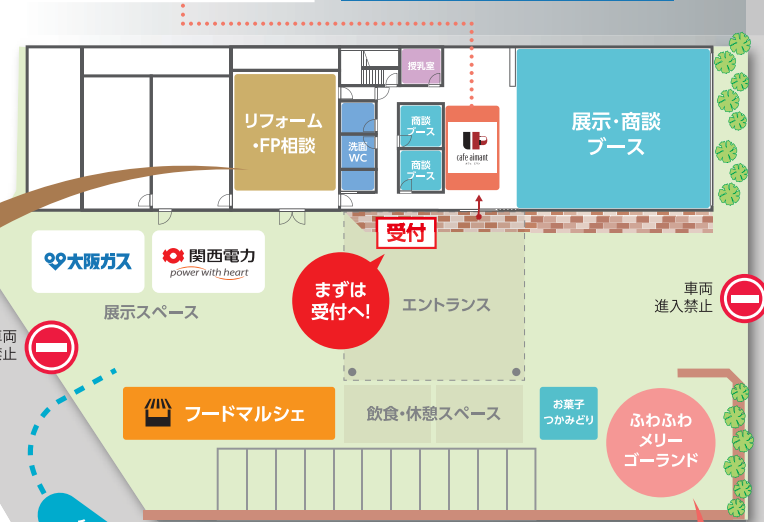 授乳室
リフォーム
・FP相談
商談
ブース
洗面
WC
商談
ブース
cafe aimant
展示・商談
ブース
受付
大阪ガス
関西電力
power with heart
まずは
受付へ!
エントランス
展示スペース
車両
進入禁止
車両
禁止
フードマルシェ
飲食・休憩スペース
お菓子
つかみどり
ふわふわ
メリー
ゴーランド